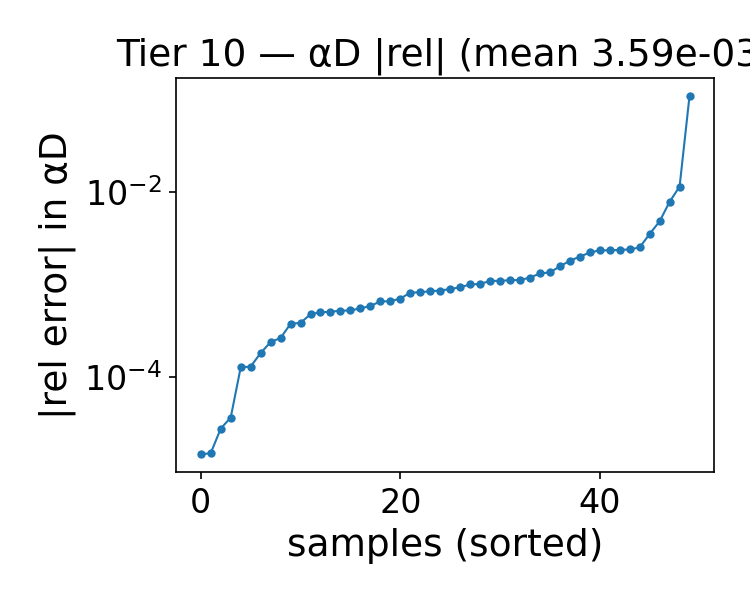 Tier 10 — αD |rel| (mean 3.59e-03
|rel error| in αD
10⁻²
10⁻⁴
0 20 40
samples (sorted)